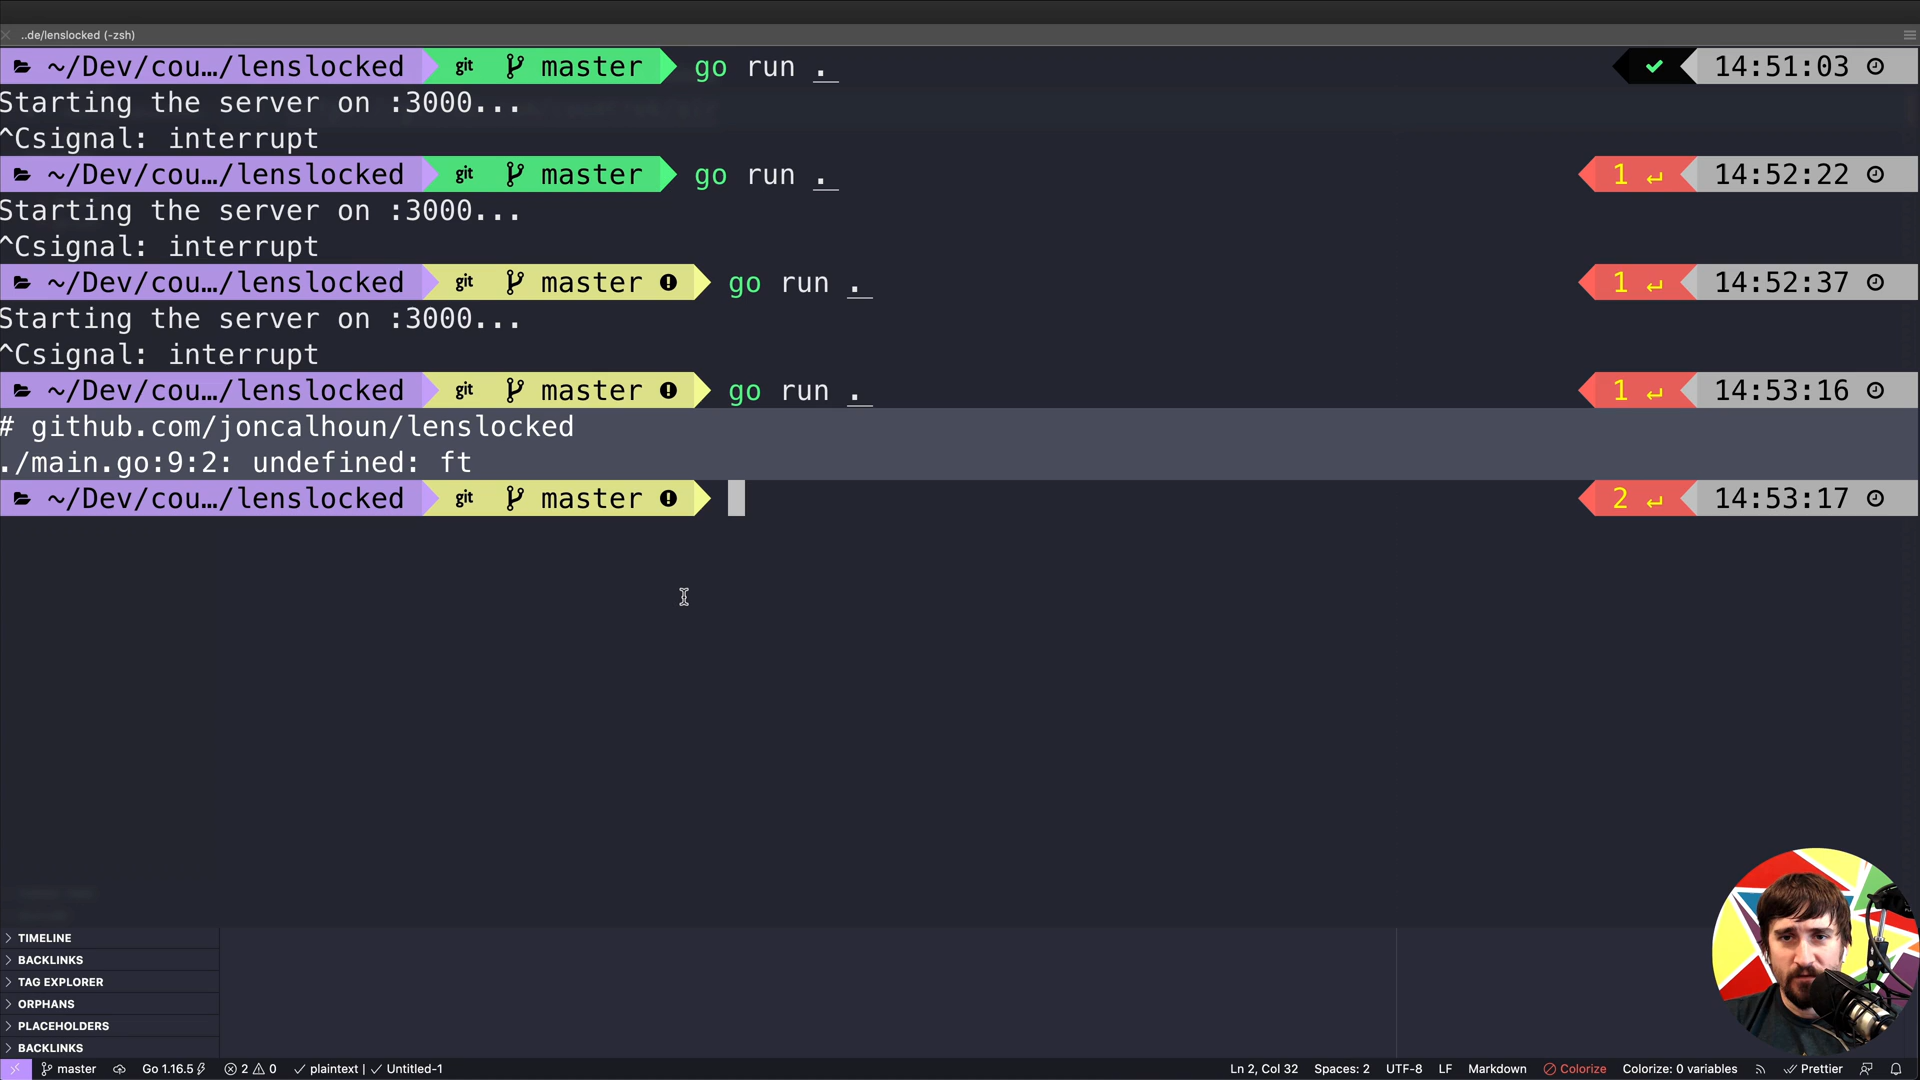 ..de/lenslocked (-zsh)
~/Dev/cou…/lenslocked git master go run . 14:51:03
Starting the server on :3000...
^Csignal: interrupt
~/Dev/cou…/lenslocked git master go run . 1 ↵ 14:52:22
Starting the server on :3000...
^Csignal: interrupt
~/Dev/cou…/lenslocked git master go run . 1 ↵ 14:52:37
Starting the server on :3000...
^Csignal: interrupt
~/Dev/cou…/lenslocked git master go run . 1 ↵ 14:53:16
# github.com/joncalhoun/lenslocked
./main.go:9:2: undefined: ft
~/Dev/cou…/lenslocked git master 2 ↵ 14:53:17
TIMELINE
BACKLINKS
TAG EXPLORER
ORPHANS
PLACEHOLDERS
BACKLINKS
master Go 1.16.5 2 0 ✓ plaintext | ✓ Untitled-1 Ln 2, Col 32 Spaces: 2 UTF-8 LF Markdown Colorize Colorize: 0 variables Prettier